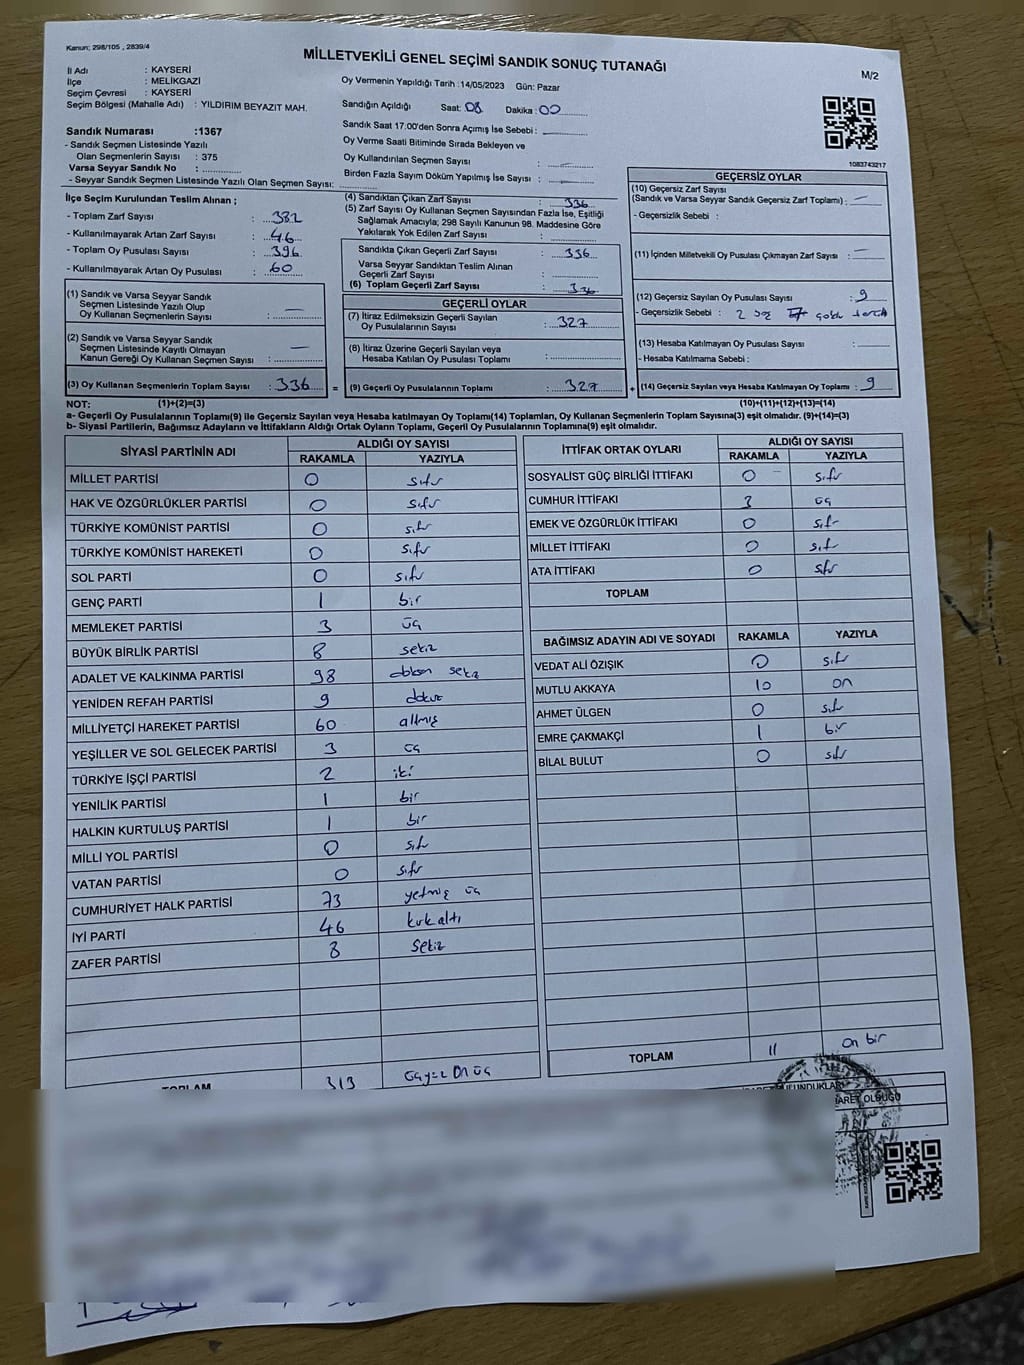 Kanun; 298/105 , 2839/4
MİLLETVEKİLİ GENEL SEÇİMİ SANDIK SONUÇ TUTANAĞI
M/2
İl Adı : KAYSERİ
İlçe : MELİKGAZİ
Seçim Çevresi : KAYSERİ
Seçim Bölgesi (Mahalle Adı) : YILDIRIM BEYAZIT MAH.
Oy Vermenin Yapıldığı Tarih :14/05/2023 Gün: Pazar
Sandığın Açıldığı Saat: 08 Dakika : 00
Sandık Saat 17:00'den Sonra Açımış İse Sebebi :
Oy Verme Saati Bitiminde Sırada Bekleyen ve
Oy Kullandırılan Seçmen Sayısı : —
Birden Fazla Sayım Döküm Yapılmış İse Sayısı : —
1083743217
Sandık Numarası :1367
- Sandık Seçmen Listesinde Yazılı
Olan Seçmenlerin Sayısı : 375
Varsa Seyyar Sandık No :
- Seyyar Sandık Seçmen Listesinde Yazılı Olan Seçmen Sayısı:
İlçe Seçim Kurulundan Teslim Alınan ;
- Toplam Zarf Sayısı : 382
- Kullanılmayarak Artan Zarf Sayısı : 46
- Toplam Oy Pusulası Sayısı : 396
- Kullanılmayarak Artan Oy Pusulası : 60
(1) Sandık ve Varsa Seyyar Sandık
Seçmen Listesinde Yazılı Olup
Oy Kullanan Seçmenlerin Sayısı : —
(2) Sandık ve Varsa Seyyar Sandık
Seçmen Listesinde Kayıtlı Olmayan
Kanun Gereği Oy Kullanan Seçmen Sayısı : —
(3) Oy Kullanan Seçmenlerin Toplam Sayısı : 336
(4) Sandıktan Çıkan Zarf Sayısı : 336
(5) Zarf Sayısı Oy Kullanan Seçmen Sayısından Fazla İse, Eşitliği
Sağlamak Amacıyla; 298 Sayılı Kanunun 98. Maddesine Göre
Yakılarak Yok Edilen Zarf Sayısı :
Sandıkta Çıkan Geçerli Zarf Sayısı : 336
Varsa Seyyar Sandıktan Teslim Alınan
Geçerli Zarf Sayısı :
(6) Toplam Geçerli Zarf Sayısı : 336
GEÇERLİ OYLAR
(7) İtiraz Edilmeksizin Geçerli Sayılan
Oy Pusulalarının Sayısı : 327
(8) İtiraz Üzerine Geçerli Sayılan veya
Hesaba Katılan Oy Pusulası Toplamı :
= (9) Geçerli Oy Pusulalarının Toplamı : 327
GEÇERSİZ OYLAR
(10) Geçersiz Zarf Sayısı
(Sandık ve Varsa Seyyar Sandık Geçersiz Zarf Toplamı) : —
- Geçersizlik Sebebi :
(11) İçinden Milletvekili Oy Pusulası Çıkmayan Zarf Sayısı : —
(12) Geçersiz Sayılan Oy Pusulası Sayısı : 9
- Geçersizlik Sebebi : 2 çoklu tercih
(13) Hesaba Katılmayan Oy Pusulası Sayısı :
- Hesaba Katılmama Sebebi :
+ (14) Geçersiz Sayılan veya Hesaba Katılmayan Oy Toplamı : 9
NOT: (1)+(2)=(3) (10)+(11)+(12)+(13)=(14)
a- Geçerli Oy Pusulalarının Toplamı(9) ile Geçersiz Sayılan veya Hesaba katılmayan Oy Toplamı(14) Toplamları, Oy Kullanan Seçmenlerin Toplam Sayısına(3) eşit olmalıdır. (9)+(14)=(3)
b- Siyasi Partilerin, Bağımsız Adayların ve İttifakların Aldığı Ortak Oyların Toplamı, Geçerli Oy Pusulalarının Toplamına(9) eşit olmalıdır.
SİYASİ PARTİNİN ADI ALDIĞI OY SAYISI
RAKAMLA YAZIYLA
MİLLET PARTİSİ 0 sıfır
HAK VE ÖZGÜRLÜKLER PARTİSİ 0 sıfır
TÜRKİYE KOMÜNİST PARTİSİ 0 sıfır
TÜRKİYE KOMÜNİST HAREKETİ 0 sıfır
SOL PARTİ 0 sıfır
GENÇ PARTİ 1 bir
MEMLEKET PARTİSİ 3 üç
BÜYÜK BİRLİK PARTİSİ 8 sekiz
ADALET VE KALKINMA PARTİSİ 98 doksan sekiz
YENİDEN REFAH PARTİSİ 9 dokuz
MİLLİYETÇİ HAREKET PARTİSİ 60 altmış
YEŞİLLER VE SOL GELECEK PARTİSİ 3 üç
TÜRKİYE İŞÇİ PARTİSİ 2 iki
YENİLİK PARTİSİ 1 bir
HALKIN KURTULUŞ PARTİSİ 1 bir
MİLLİ YOL PARTİSİ 0 sıfır
VATAN PARTİSİ 0 sıfır
CUMHURİYET HALK PARTİSİ 73 yetmiş üç
İYİ PARTİ 46 kırkaltı
ZAFER PARTİSİ 8 sekiz
TOPLAM 313 üçyüz on üç
İTTİFAK ORTAK OYLARI ALDIĞI OY SAYISI
RAKAMLA YAZIYLA
SOSYALİST GÜÇ BİRLİĞİ İTTİFAKI 0 sıfır
CUMHUR İTTİFAKI 3 üç
EMEK VE ÖZGÜRLÜK İTTİFAKI 0 sıfır
MİLLET İTTİFAKI 0 sıfır
ATA İTTİFAKI 0 sıfır
TOPLAM
BAĞIMSIZ ADAYIN ADI VE SOYADI RAKAMLA YAZIYLA
VEDAT ALİ ÖZIŞIK 0 sıfır
MUTLU AKKAYA 10 on
AHMET ÜLGEN 0 sıfır
EMRE ÇAKMAKÇİ 1 bir
BİLAL BULUT 0 sıfır
TOPLAM 11 on bir